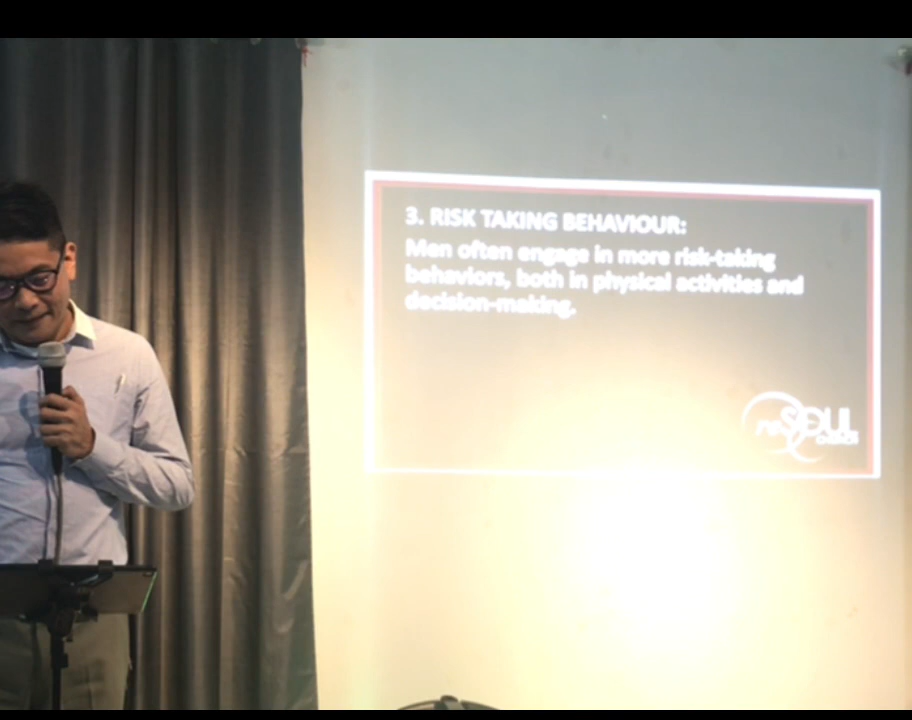 3. RISK TAKING BEHAVIOUR:
Men often engage in more risk-taking
behaviors, both in physical activities and
decision-making.
SOUL